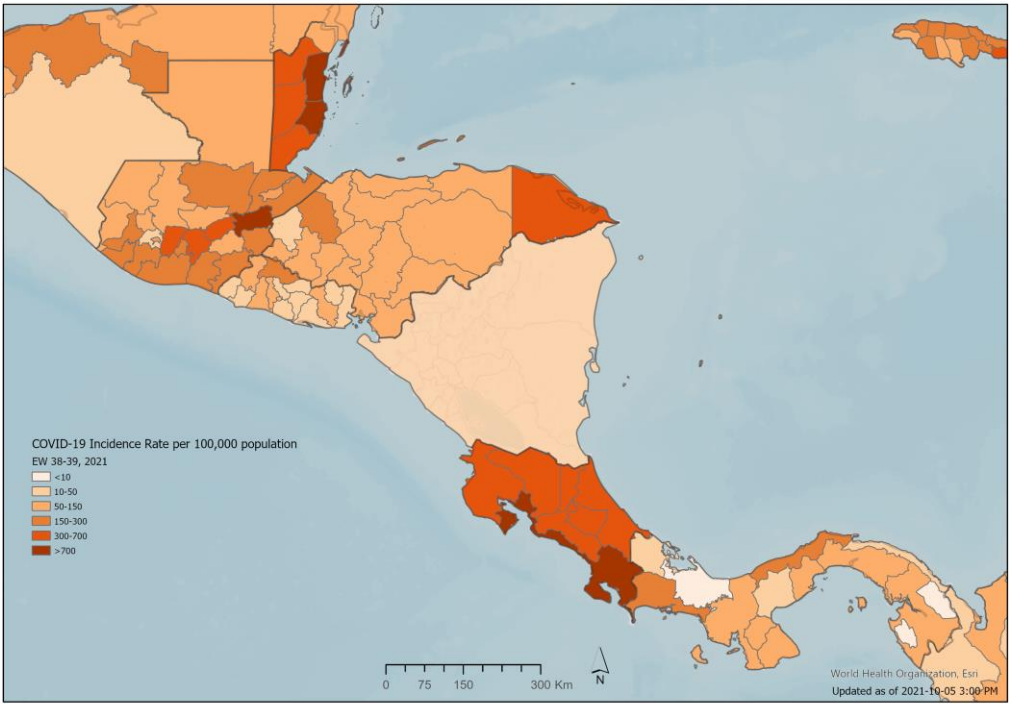 COVID-19 Incidence Rate per 100,000 population
EW 38-39, 2021
<10
10-50
50-150
150-300
300-700
>700
0 75 150 300 Km
N
World Health Organization, Esri
Updated as of 2021-10-05 3:00 PM